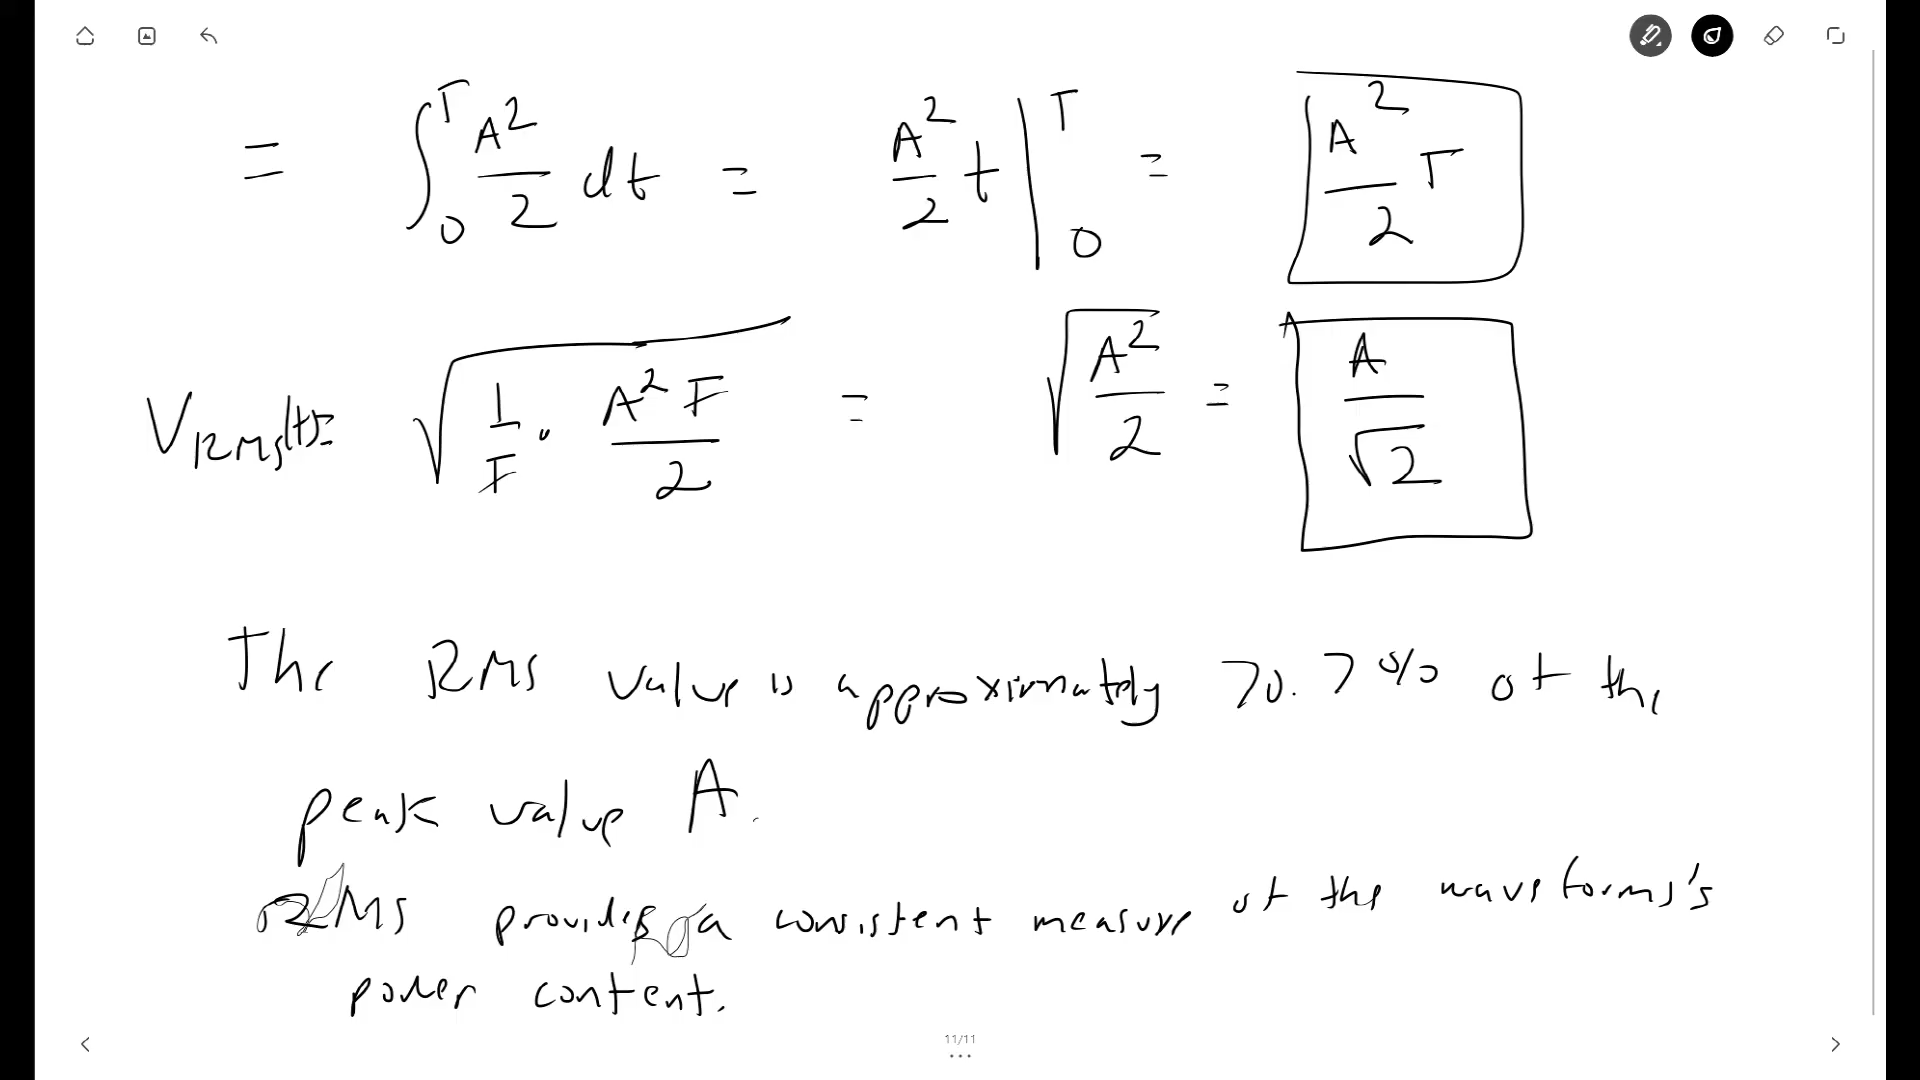 = ∫₀ᵀ A²/2 dt = A²/2 t |₀ᵀ = A²/2 T
V_RMS(t) = √(1/T · A² T/2) = √(A²/2) = A/√2
The RMS value is approximately 70.7% of the
peak value A.
RMS provides a consistent measure of the waveforms's
power content.
11/11